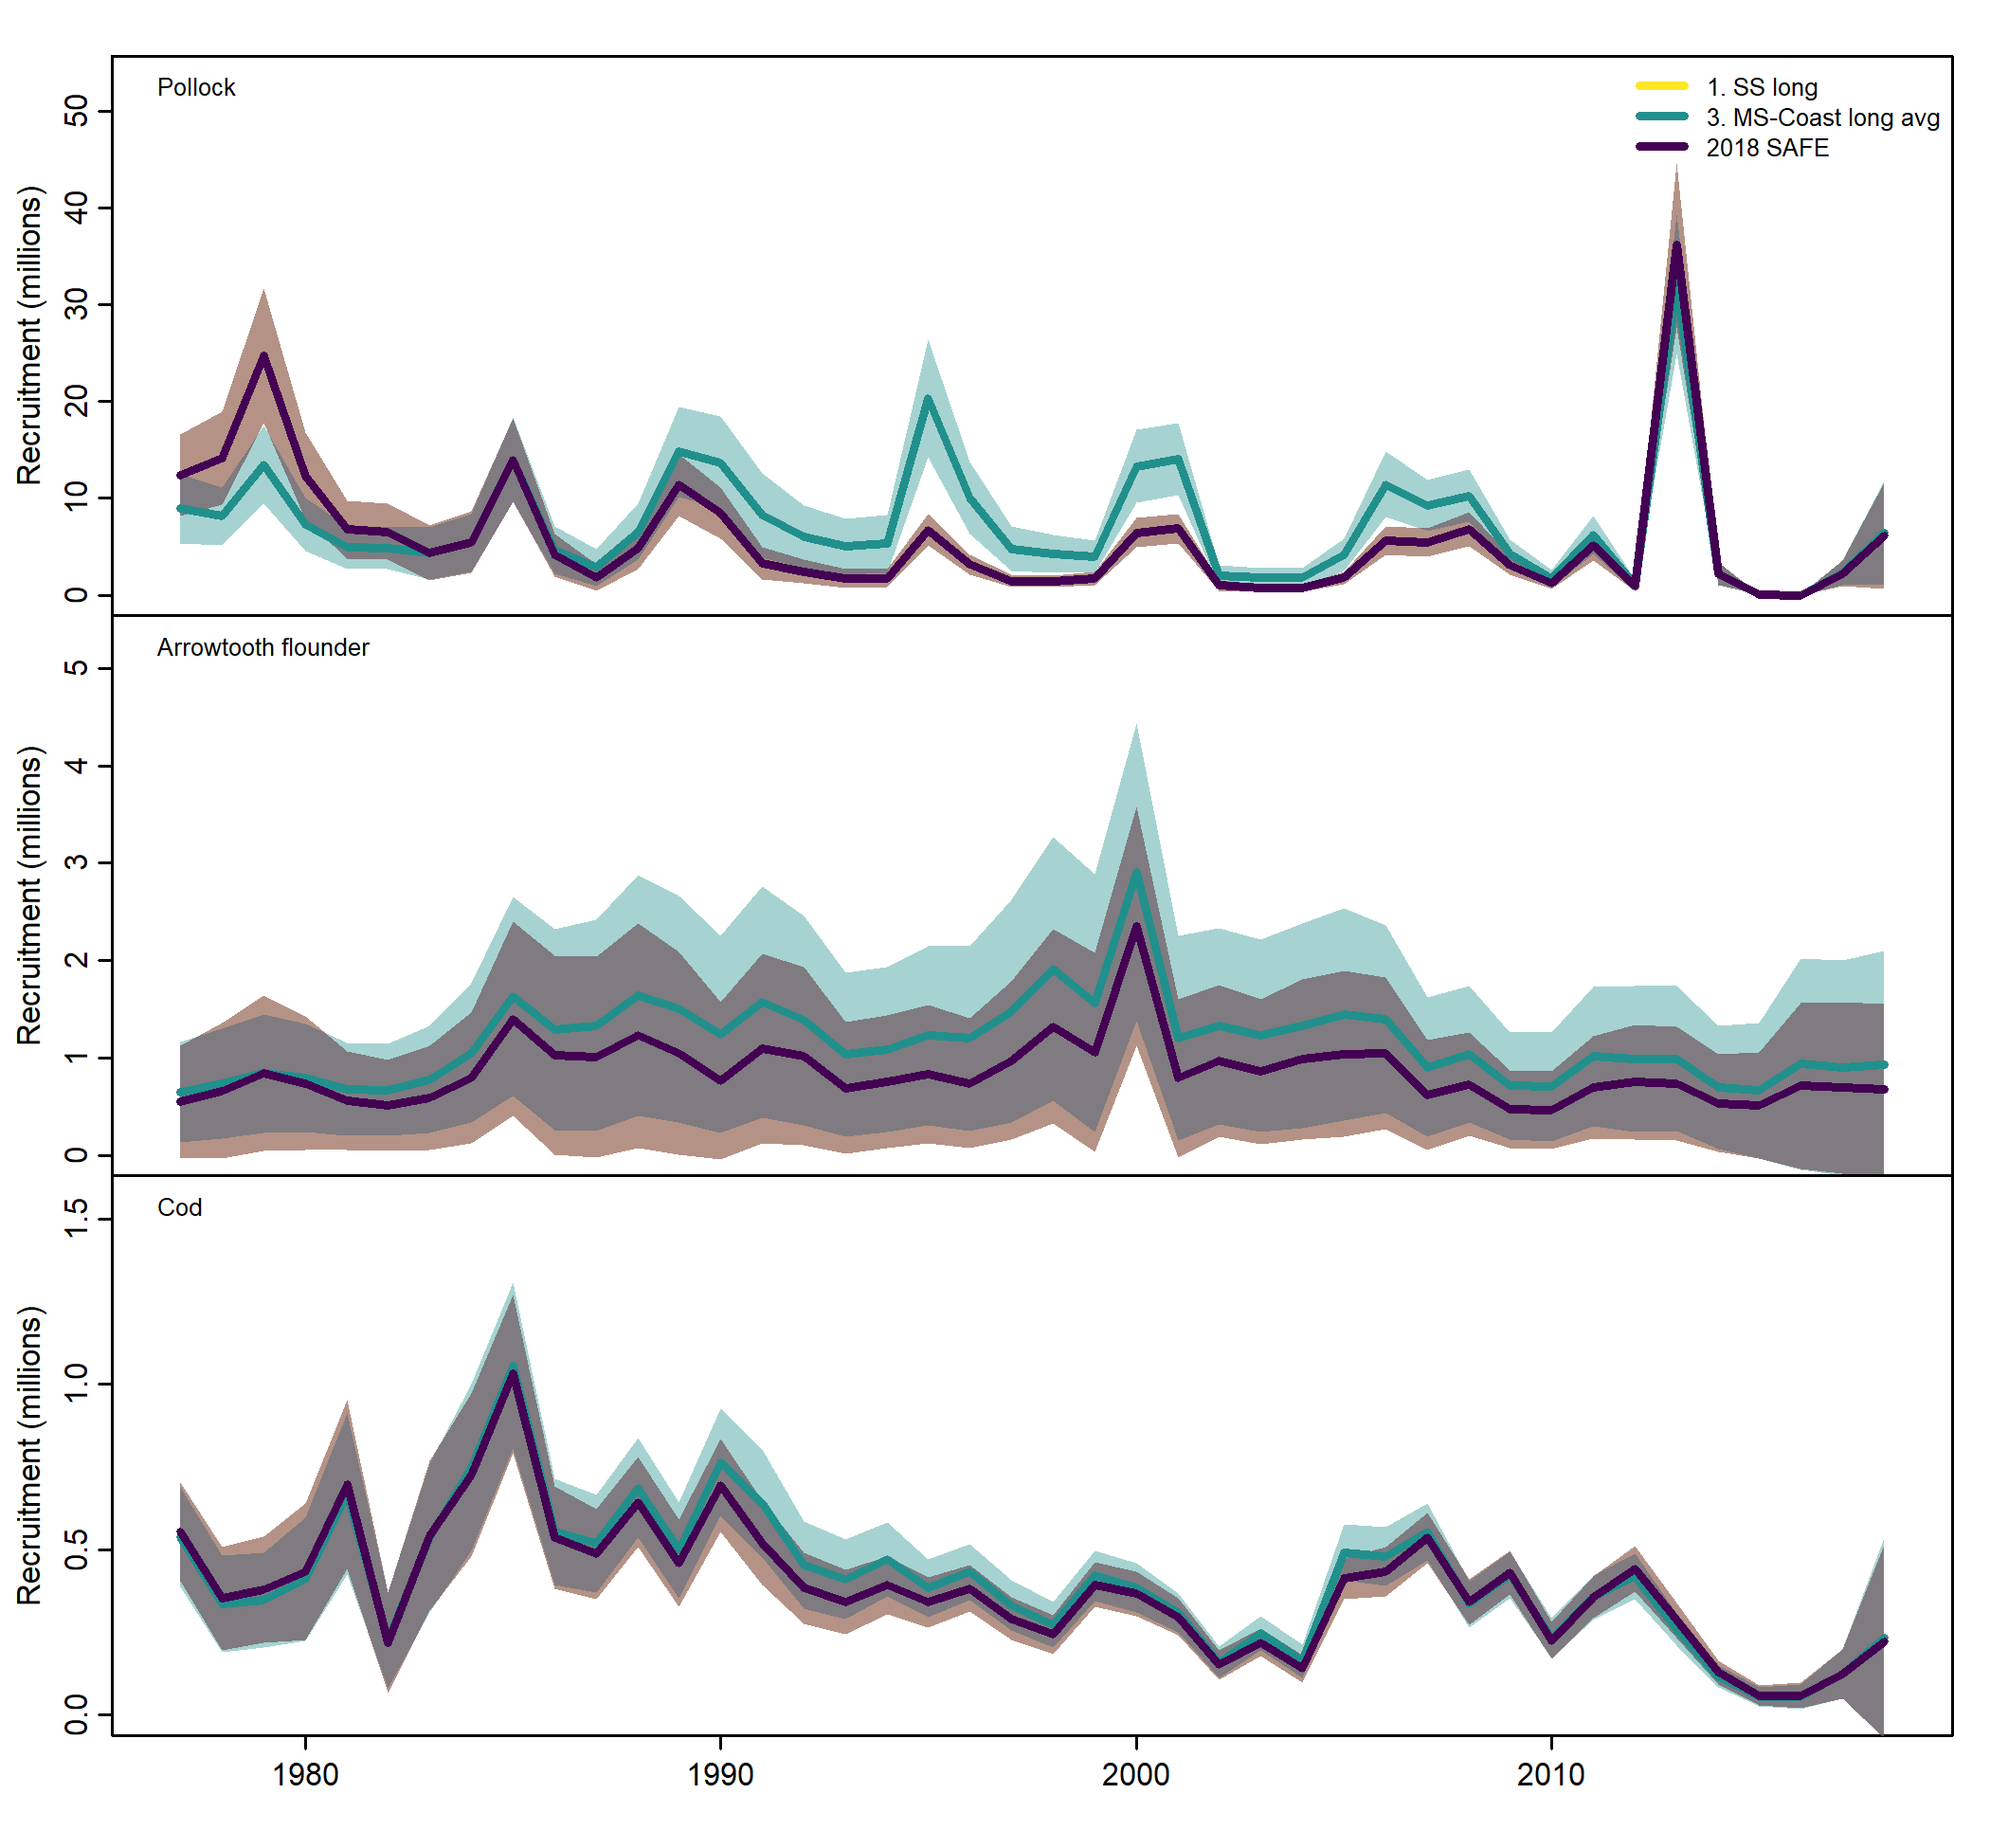 Pollock
1. SS long
3. MS-Coast long avg
2018 SAFE
Recruitment (millions)
50
40
30
20
10
0
Arrowtooth flounder
Recruitment (millions)
5
4
3
2
1
0
Cod
Recruitment (millions)
1.5
1.0
0.5
0.0
1980
1990
2000
2010